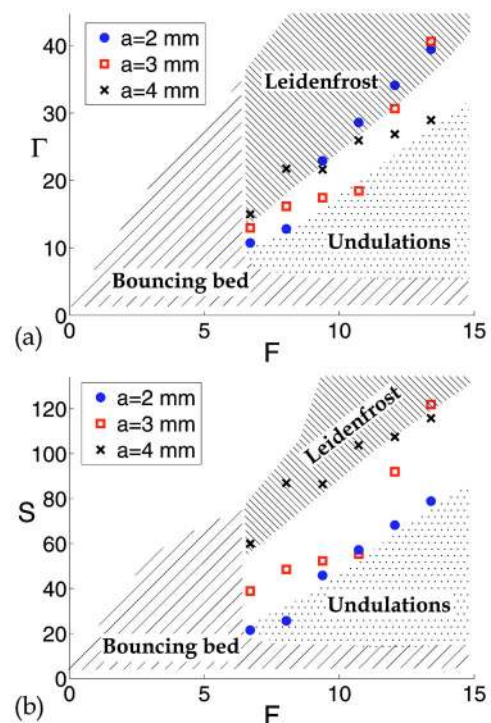 40
30
20
10
0
Γ
a=2 mm
a=3 mm
a=4 mm
Leidenfrost
Undulations
Bouncing bed
(a)
0 5 10 15
F
120
100
80
60
40
20
0
S
a=2 mm
a=3 mm
a=4 mm
Leidenfrost
Undulations
Bouncing bed
(b)
0 5 10 15
F